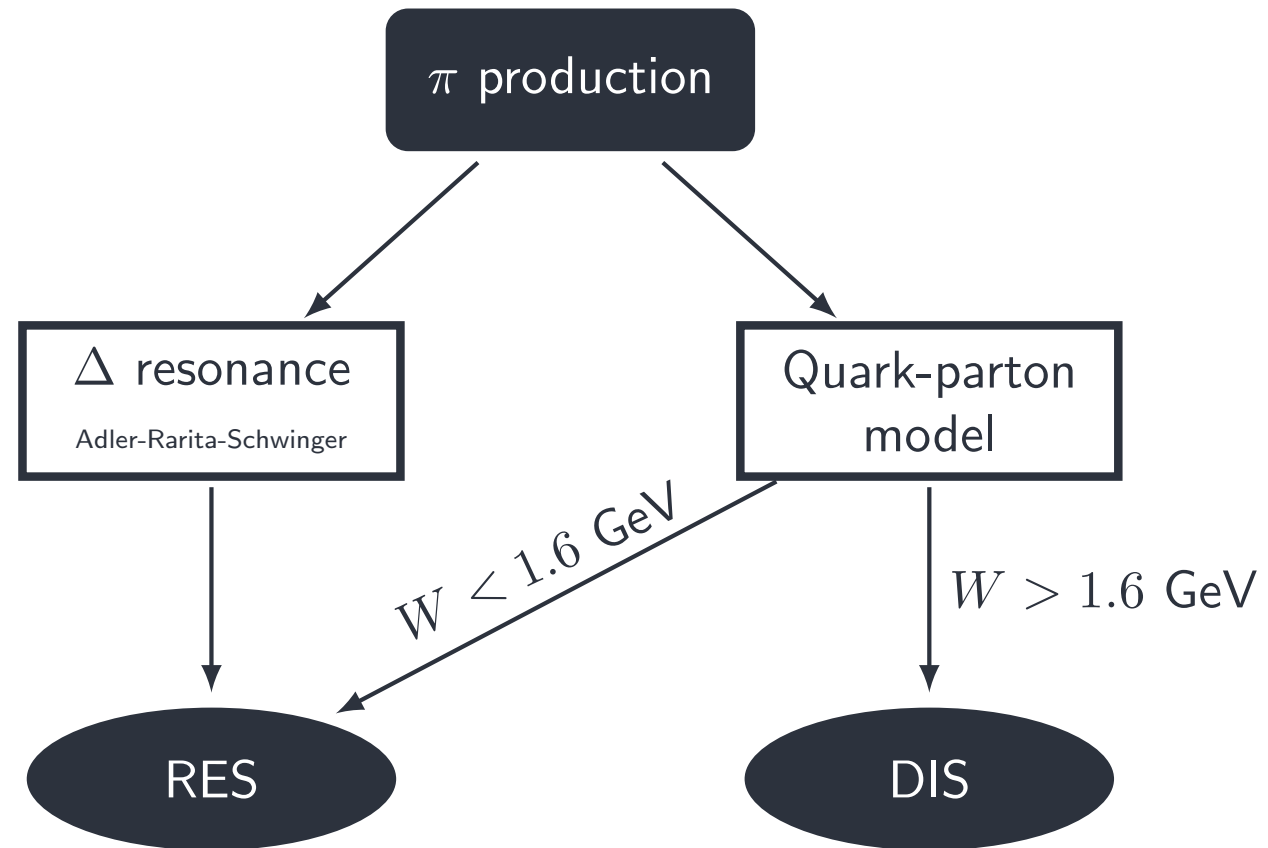 π production
Δ resonance
Adler-Rarita-Schwinger
Quark-parton
model
W < 1.6 GeV
W > 1.6 GeV
RES
DIS